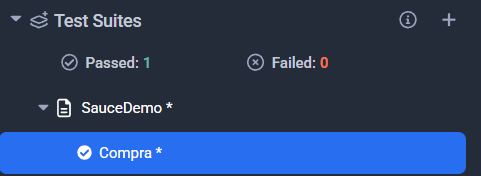 Test Suites
Passed: 1 Failed: 0
SauceDemo *
Compra *